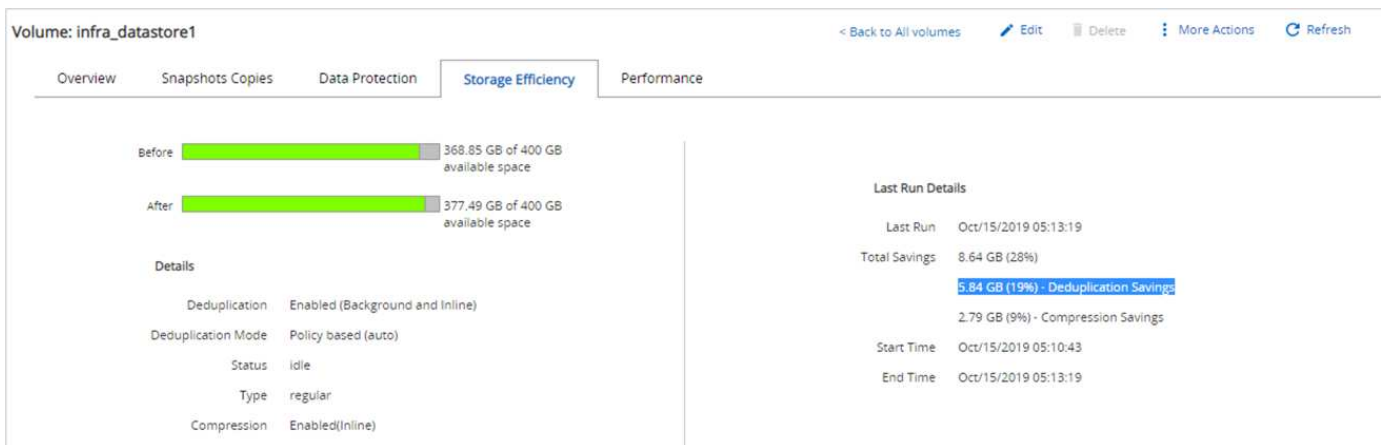 Volume: infra_datastore1
< Back to All volumes Edit Delete More Actions Refresh
Overview Snapshots Copies Data Protection Storage Efficiency Performance
Before 368.85 GB of 400 GB
available space
After 377.49 GB of 400 GB
available space
Details
Deduplication Enabled (Background and Inline)
Deduplication Mode Policy based (auto)
Status idle
Type regular
Compression Enabled(Inline)
Last Run Details
Last Run Oct/15/2019 05:13:19
Total Savings 8.64 GB (28%)
5.84 GB (19%) - Deduplication Savings
2.79 GB (9%) - Compression Savings
Start Time Oct/15/2019 05:10:43
End Time Oct/15/2019 05:13:19